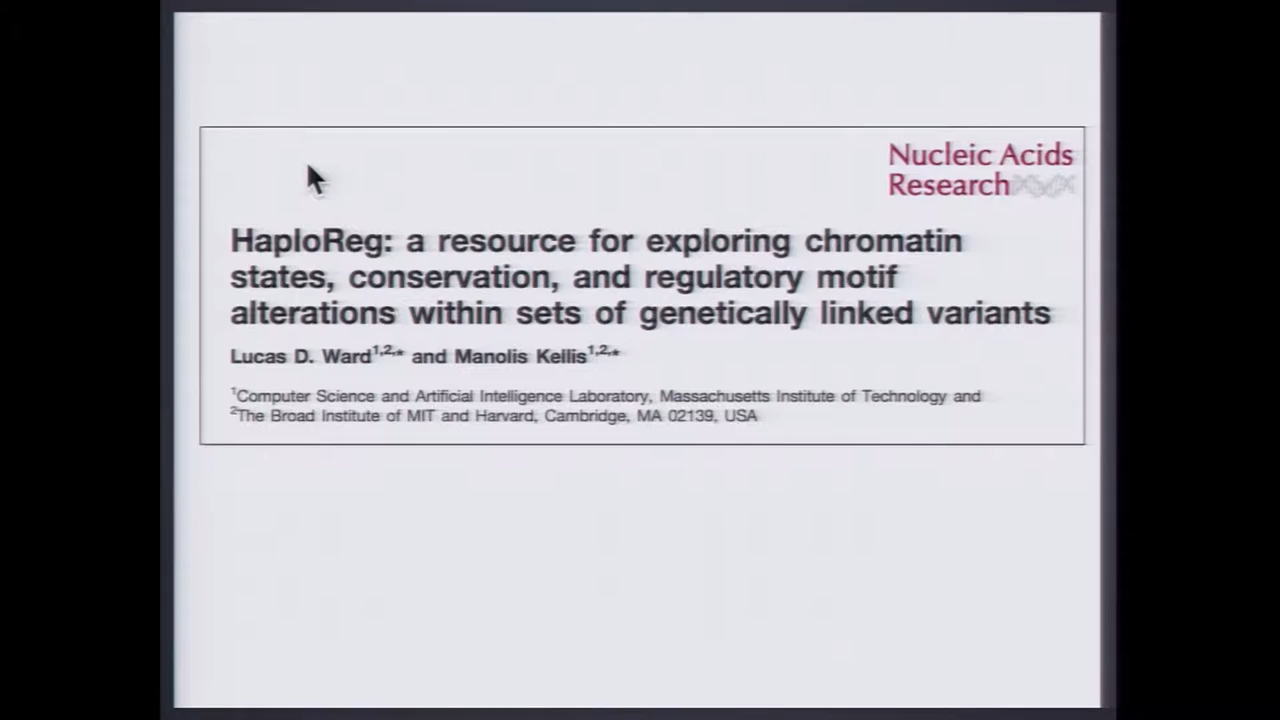 Nucleic Acids
Research
HaploReg: a resource for exploring chromatin
states, conservation, and regulatory motif
alterations within sets of genetically linked variants
Lucas D. Ward1,2,* and Manolis Kellis1,2,*
1Computer Science and Artificial Intelligence Laboratory, Massachusetts Institute of Technology and
2The Broad Institute of MIT and Harvard, Cambridge, MA 02139, USA